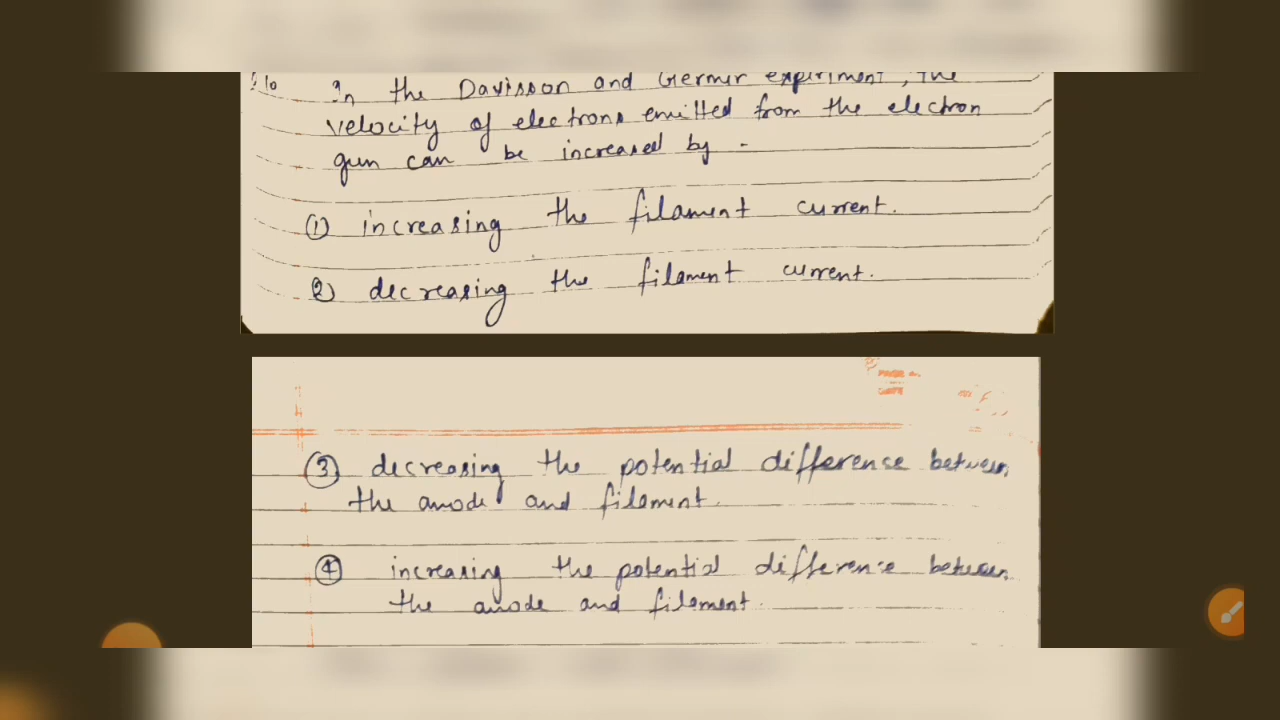 10 In the Davisson and Germer experiment, the
velocity of electrons emitted from the electron
gun can be increased by -
① increasing the filament current.
② decreasing the filament current.
③ decreasing the potential difference between
the anode and filament.
④ increasing the potential difference between
the anode and filament.